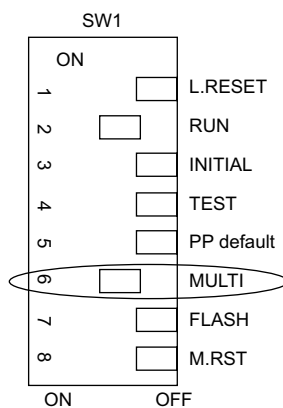 SW1
ON
1 L.RESET
2 RUN
3 INITIAL
4 TEST
5 PP default
6 MULTI
7 FLASH
8 M.RST
ON OFF